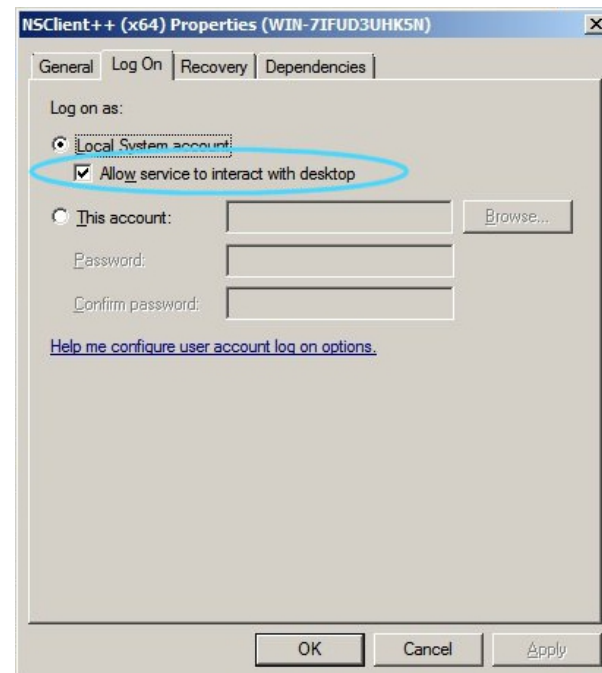 NSClient++ (x64) Properties (WIN-7IFUD3UHK5N)
General Log On Recovery Dependencies
Log on as:
Local System account
Allow service to interact with desktop
This account: Browse...
Password:
Confirm password:
Help me configure user account log on options.
OK Cancel Apply